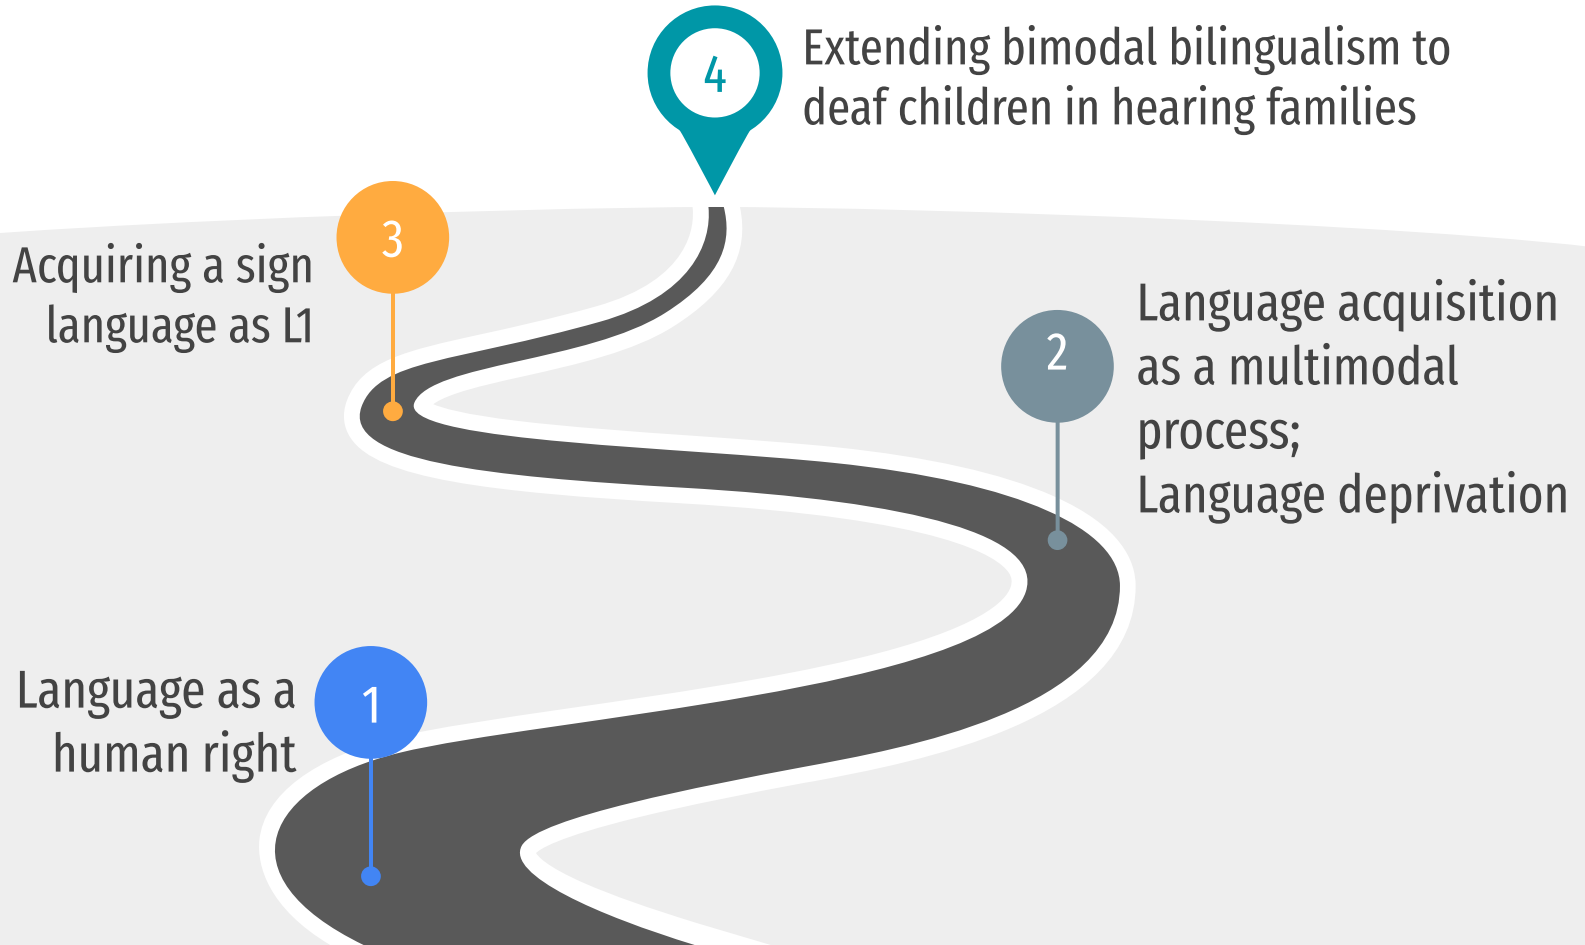 4
Extending bimodal bilingualism to
deaf children in hearing families
3
Acquiring a sign
language as L1
2
Language acquisition
as a multimodal
process;
Language deprivation
1
Language as a
human right